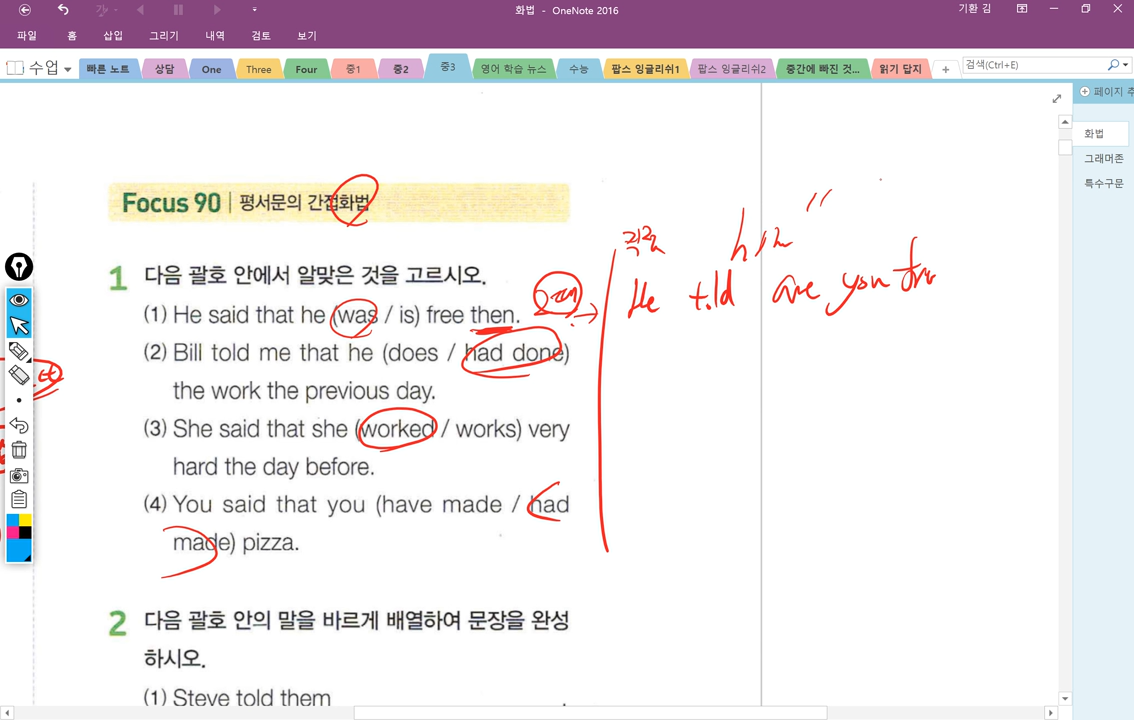 화법 - OneNote 2016
기환 김
파일 홈 삽입 그리기 내역 검토 보기
수업 빠른 노트 상담 One Three Four 중1 중2 중3 영어 학습 뉴스 수능 팝스 잉글리쉬1 팝스 잉글리쉬2 중간에 빠진 것... 읽기 답지 검색(Ctrl+E)
페이지 추
화법
그래머존
특수구문
Focus 90 | 평서문의 간접화법
1 다음 괄호 안에서 알맞은 것을 고르시오.
(1) He said that he (was / is) free then.
(2) Bill told me that he (does / had done)
the work the previous day.
(3) She said that she (worked / works) very
hard the day before.
(4) You said that you (have made / had
made) pizza.
2 다음 괄호 안의 말을 바르게 배열하여 문장을 완성
하시오.
(1) Steve told them .
He told are you free